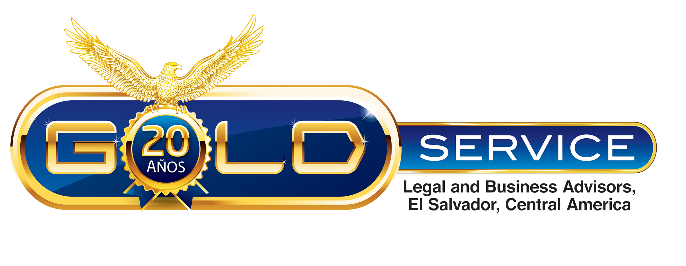 GOLD
20
AÑOS
SERVICE
Legal and Business Advisors,
El Salvador, Central America